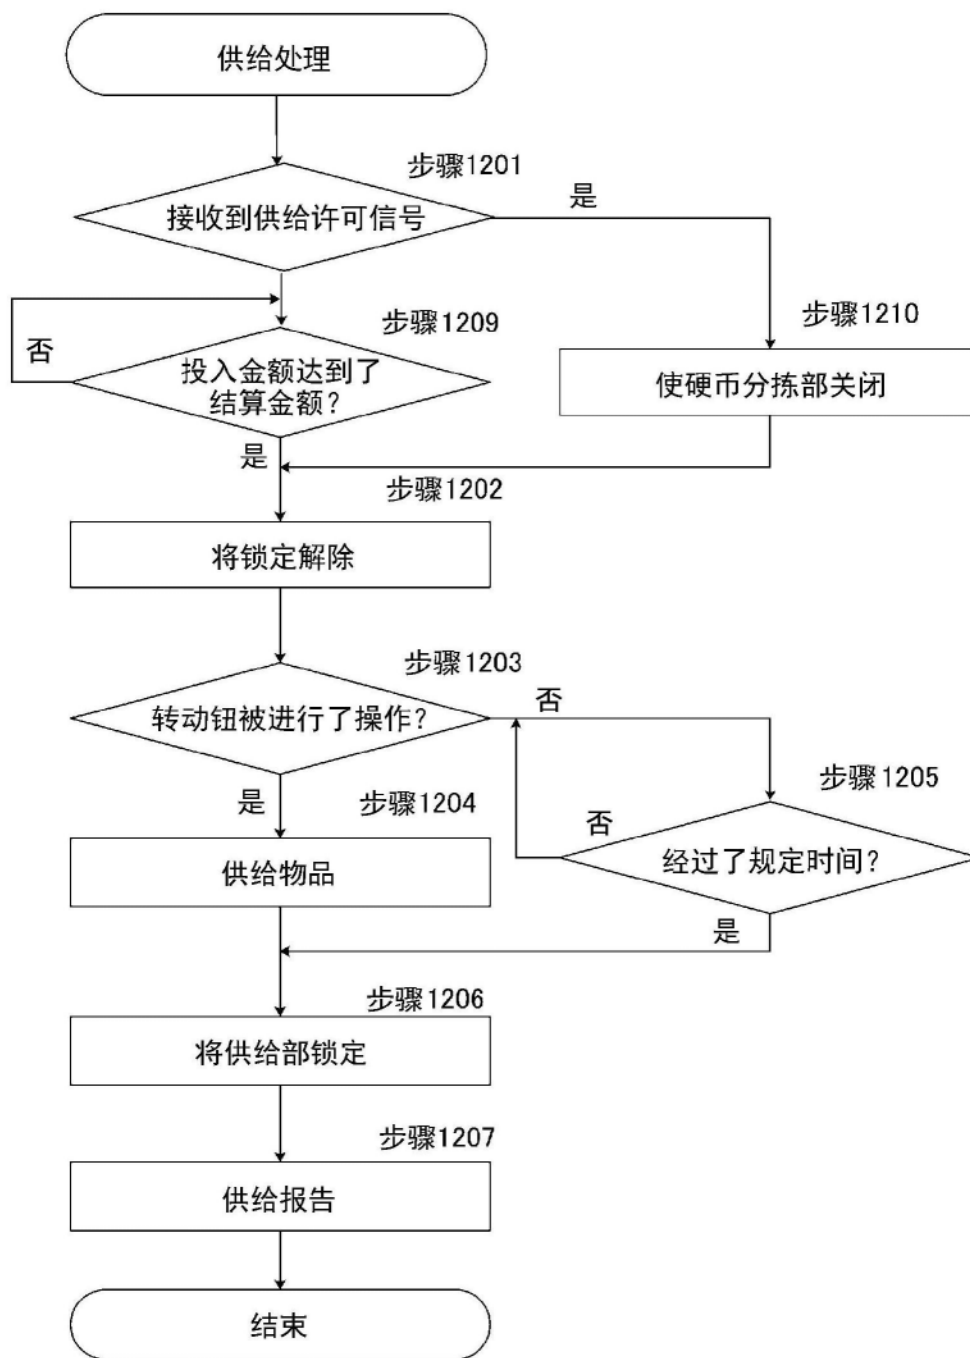 供给处理
步骤1201
接收到供给许可信号
是
步骤1209
步骤1210
否
投入金额达到了
结算金额？
使硬币分拣部关闭
是
步骤1202
将锁定解除
步骤1203
转动钮被进行了操作？
否
步骤1205
是
步骤1204
否
经过了规定时间？
供给物品
是
步骤1206
将供给部锁定
步骤1207
供给报告
结束